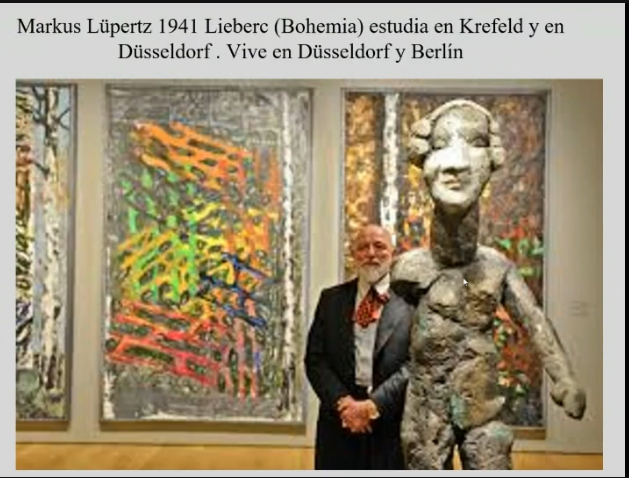 Markus Lüpertz 1941 Lieberc (Bohemia) estudia en Krefeld y en
Düsseldorf . Vive en Düsseldorf y Berlín